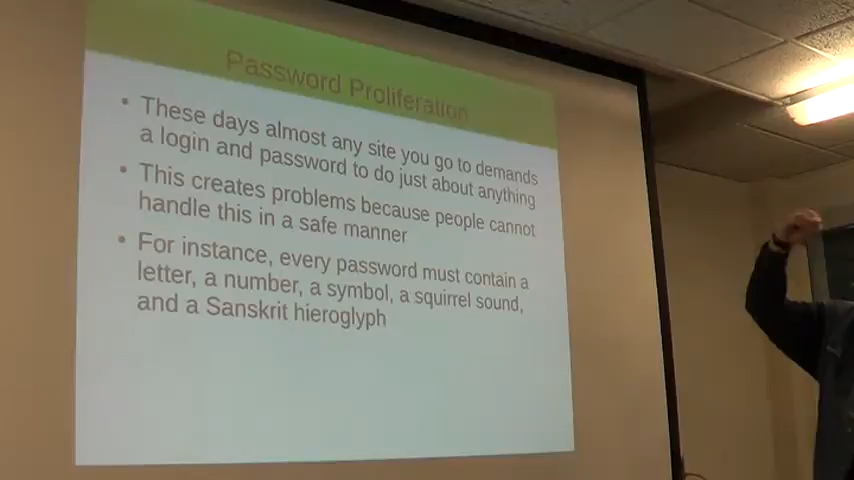 Password Proliferation
• These days almost any site you go to demands
a login and password to do just about anything
• This creates problems because people cannot
handle this in a safe manner
• For instance, every password must contain a
letter, a number, a symbol, a squirrel sound,
and a Sanskrit hieroglyph